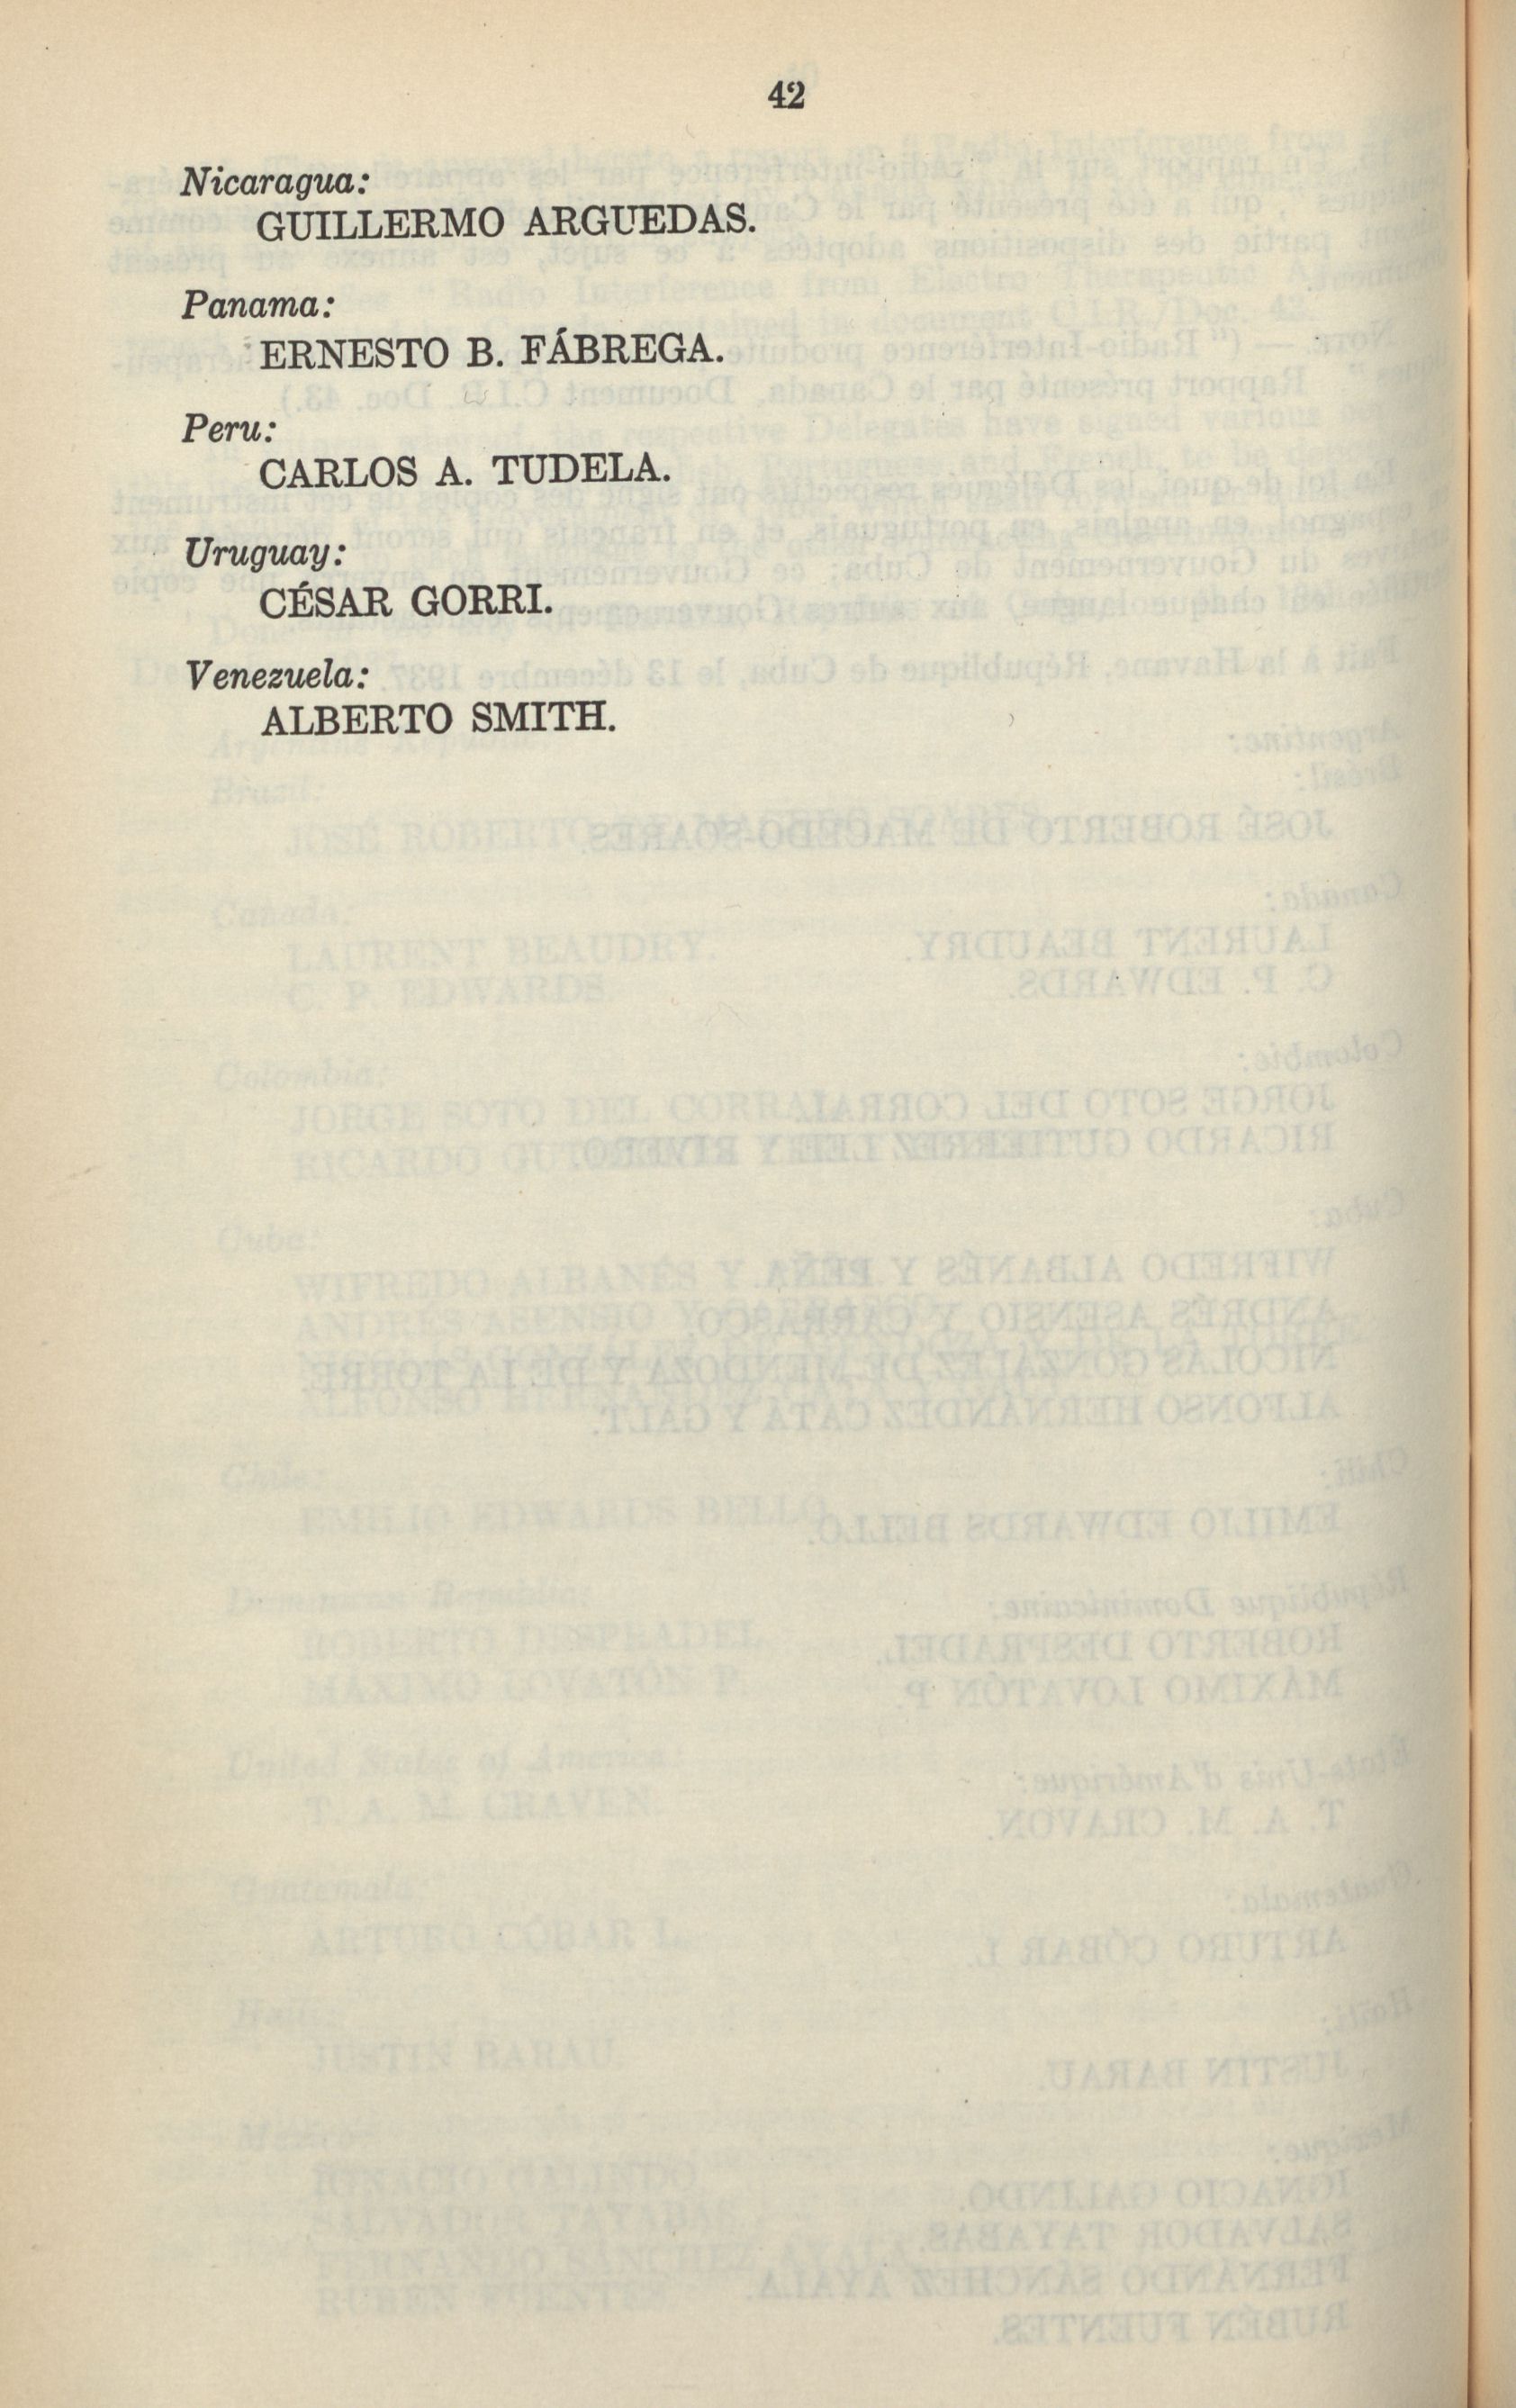 42
Nicaragua:
GUILLERMO ARGUEDAS.
Panama:
ERNESTO B. FÁBREGA.
Peru:
CARLOS A. TUDELA.
Uruguay:
CÉSAR GORRI.
Venezuela:
ALBERTO SMITH.